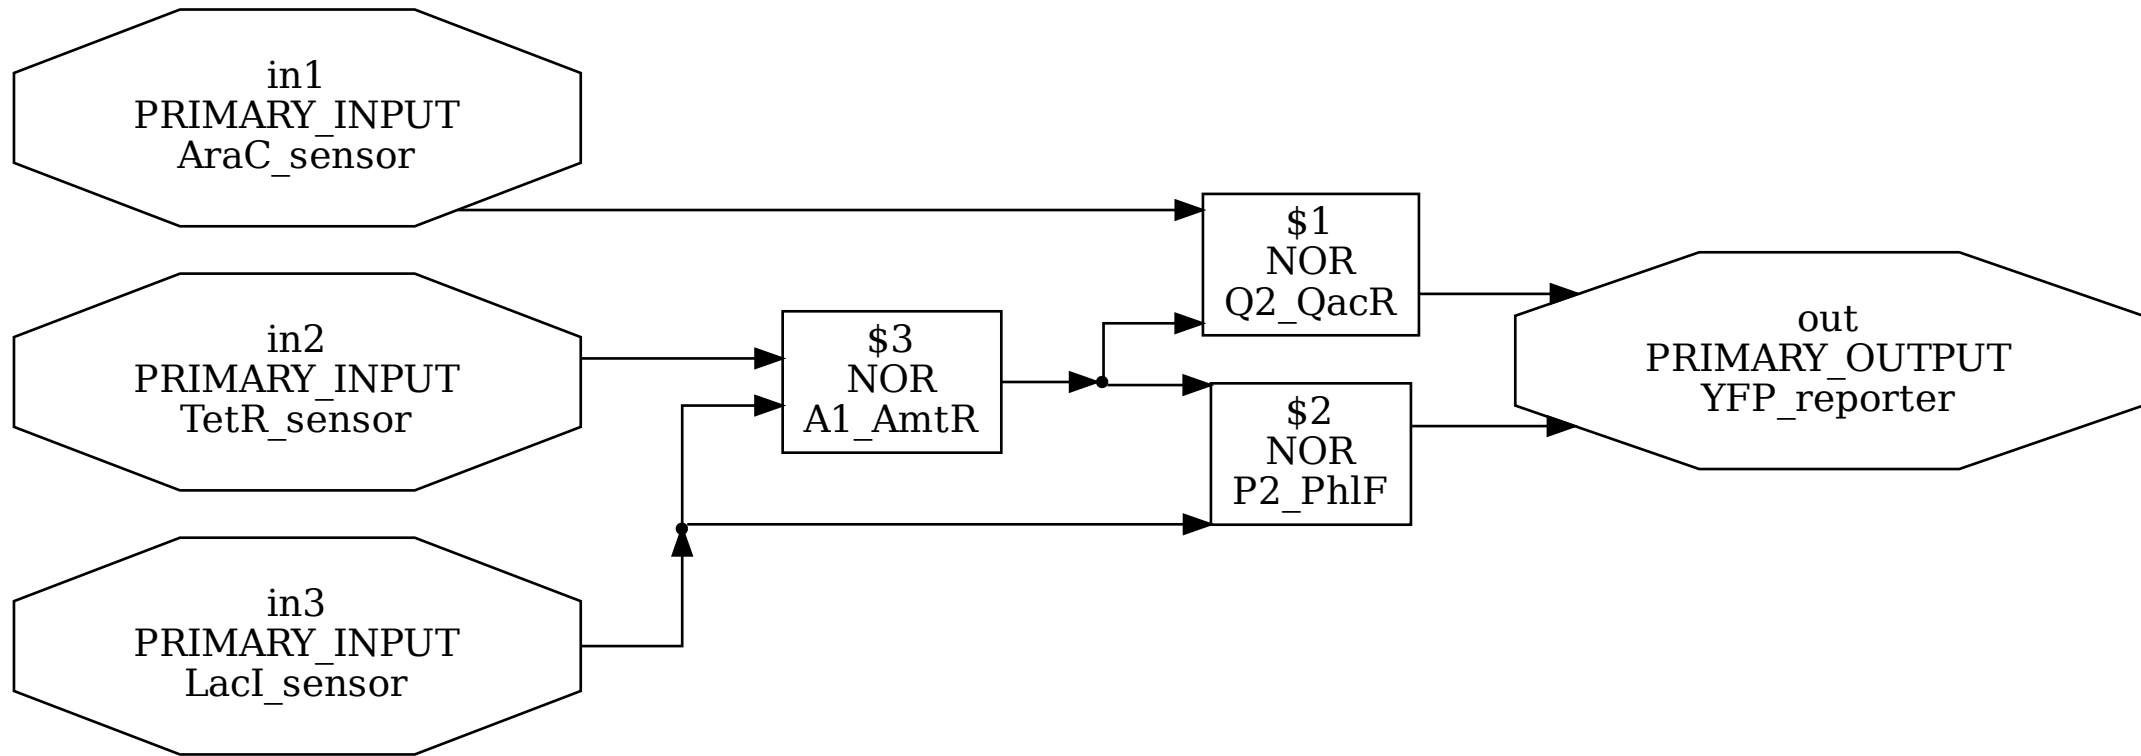 in1
PRIMARY_INPUT
AraC_sensor
in2
PRIMARY_INPUT
TetR_sensor
in3
PRIMARY_INPUT
LacI_sensor
$3
NOR
A1_AmtR
$1
NOR
Q2_QacR
$2
NOR
P2_PhlF
out
PRIMARY_OUTPUT
YFP_reporter